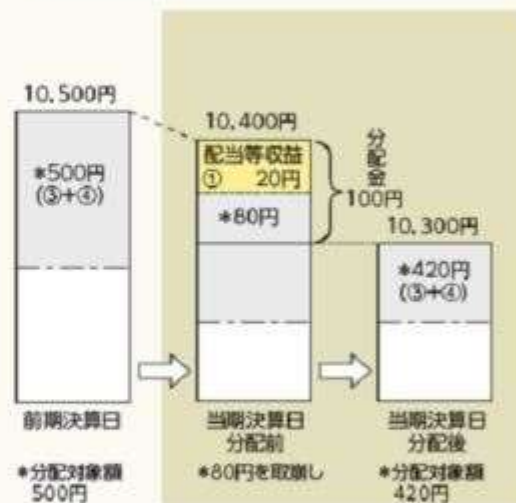 10,500円
*500円
(③+④)
前期決算日
*分配対象額
500円
10,400円
配当等収益
① 20円
*80円
分配金
100円
当期決算日
分配前
*80円を取崩し
10,300円
*420円
(③+④)
当期決算日
分配後
*分配対象額
420円